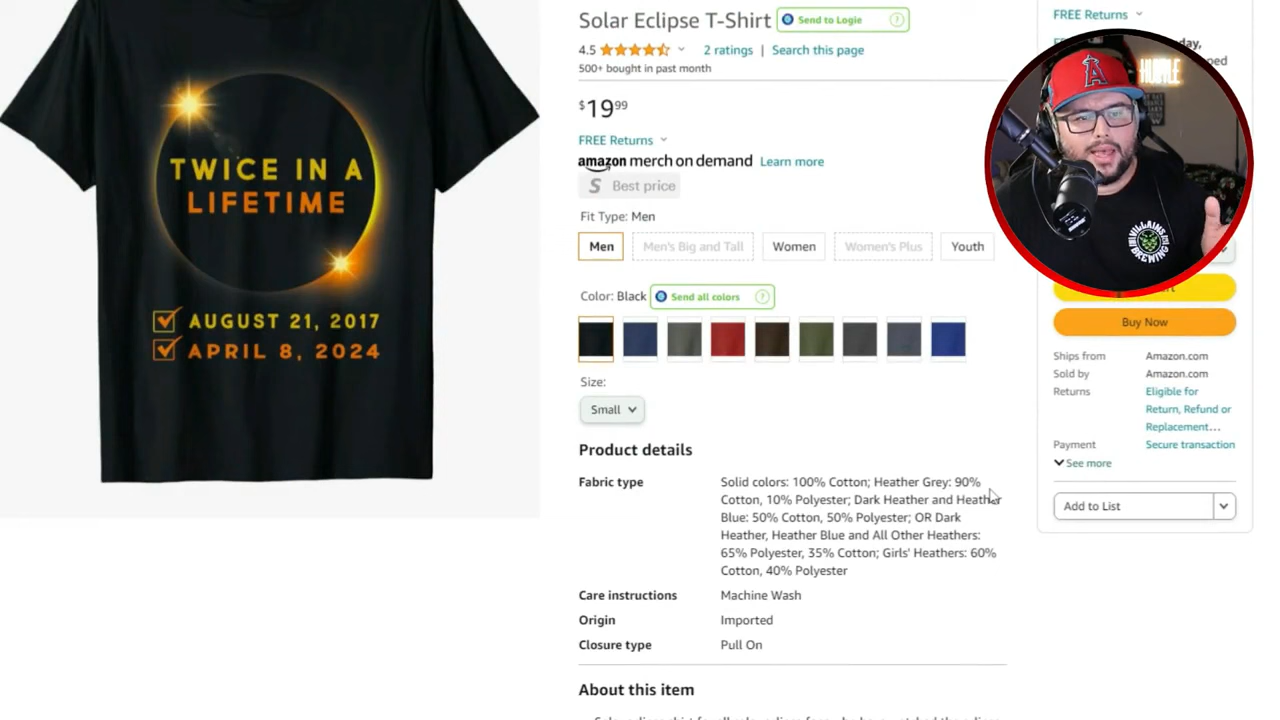 Solar Eclipse T-Shirt
Send to Logie
4.5
2 ratings | Search this page
500+ bought in past month
$19.99
FREE Returns
amazon merch on demand Learn more
S Best price
Fit Type: Men
Men
Men's Big and Tall
Women
Women's Plus
Youth
Color: Black
Send all colors
Size:
Small
Product details
Fabric type
Solid colors: 100% Cotton; Heather Grey: 90%
Cotton, 10% Polyester; Dark Heather and Heather
Blue: 50% Cotton, 50% Polyester; OR Dark
Heather, Heather Blue and All Other Heathers:
65% Polyester, 35% Cotton; Girls' Heathers: 60%
Cotton, 40% Polyester
Care instructions Machine Wash
Origin Imported
Closure type Pull On
About this item
TWICE IN A
LIFETIME
AUGUST 21, 2017
APRIL 8, 2024
FREE Returns
Buy Now
Ships from Amazon.com
Sold by Amazon.com
Returns Eligible for
Return, Refund or
Replacement...
Payment Secure transaction
See more
Add to List
A
VILLAINS
BREWING